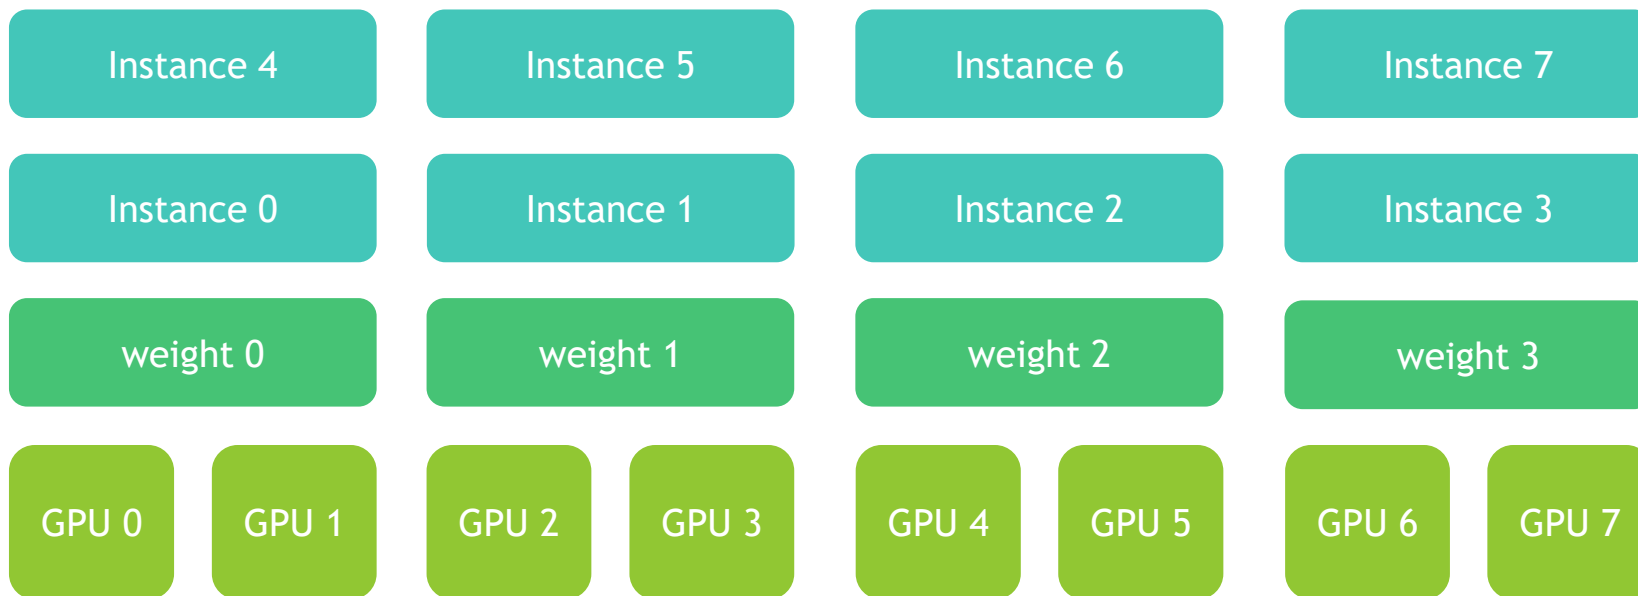 Instance 4
Instance 5
Instance 6
Instance 7
Instance 0
Instance 1
Instance 2
Instance 3
weight 0
weight 1
weight 2
weight 3
GPU 0
GPU 1
GPU 2
GPU 3
GPU 4
GPU 5
GPU 6
GPU 7